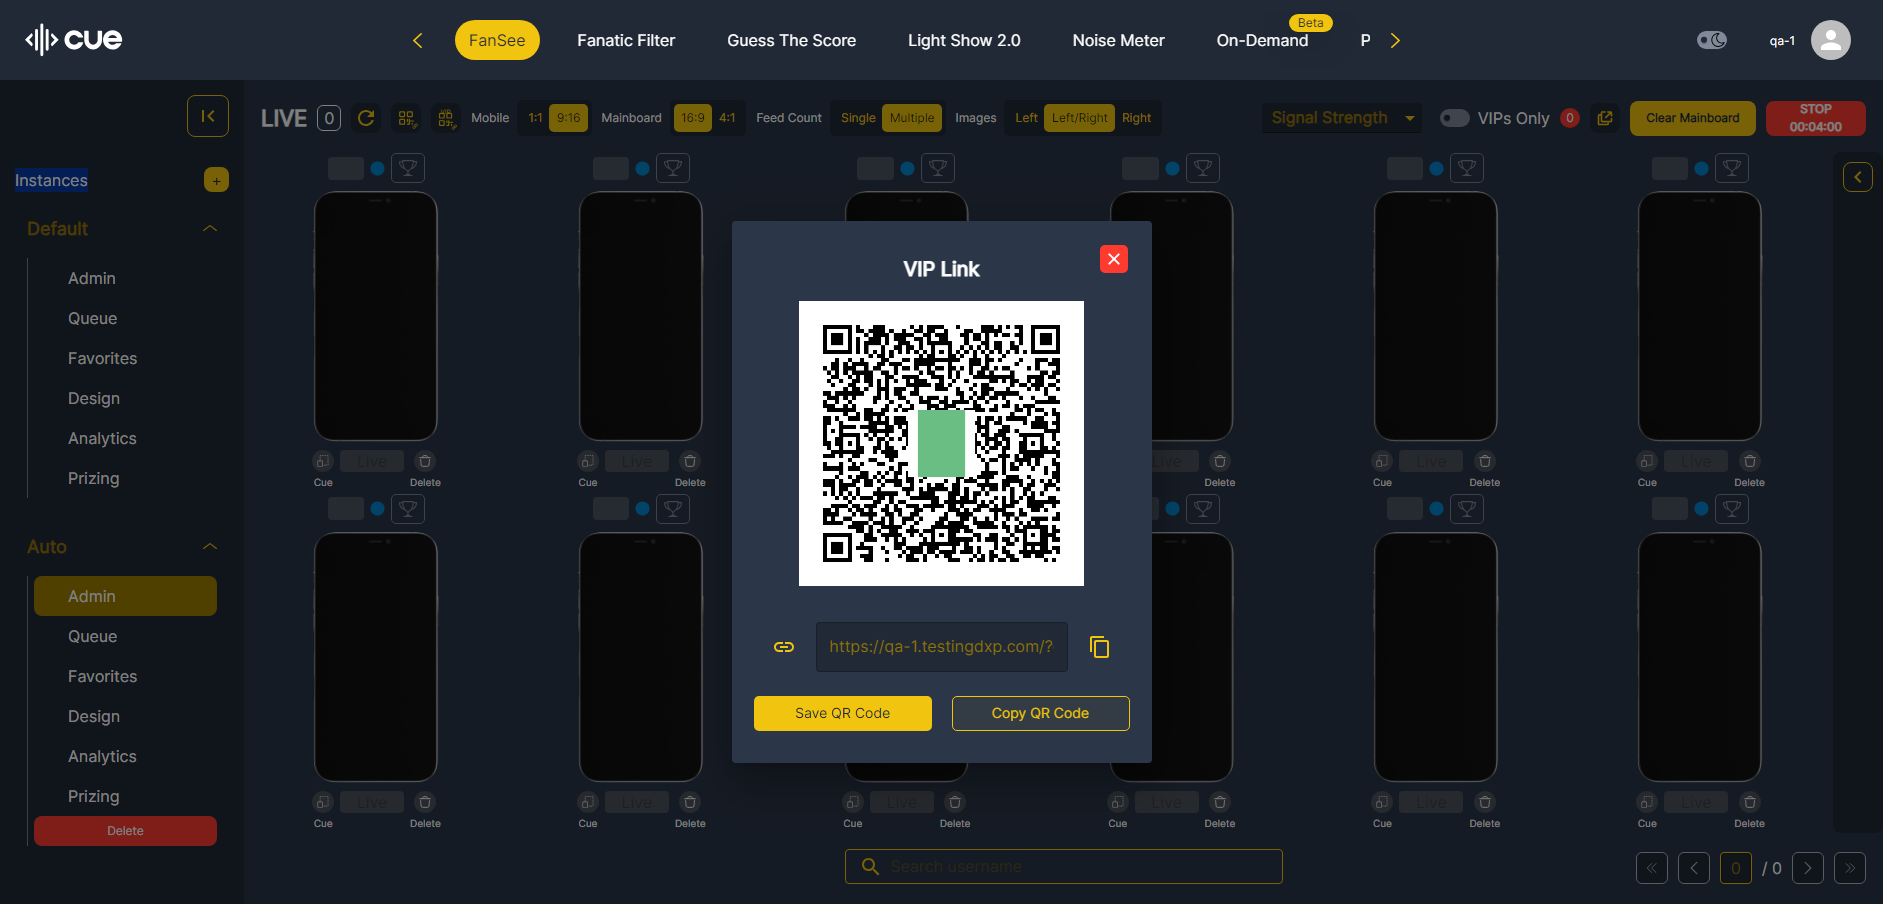 cue
FanSee
Fanatic Filter
Guess The Score
Light Show 2.0
Noise Meter
On-Demand
Beta
P
qa-1
LIVE 0
Mobile 1:1 9:16
Mainboard 16:9 4:1
Feed Count Single Multiple
Images Left Left/Right Right
Signal Strength
VIPs Only 0
Clear Mainboard
STOP
00:04:00
Instances +
Default
Admin
Queue
Favorites
Design
Analytics
Prizing
Auto
Admin
Queue
Favorites
Design
Analytics
Prizing
Delete
VIP Link
https://qa-1.testingdxp.com/?
Save QR Code
Copy QR Code
Live Live Live Live Live
Cue Delete Cue Delete Delete Cue Delete Cue Delete
Live Live Live Live Live Live
Cue Delete Cue Delete Cue Delete Cue Delete Cue Delete Cue Delete
Search username
0 / 0